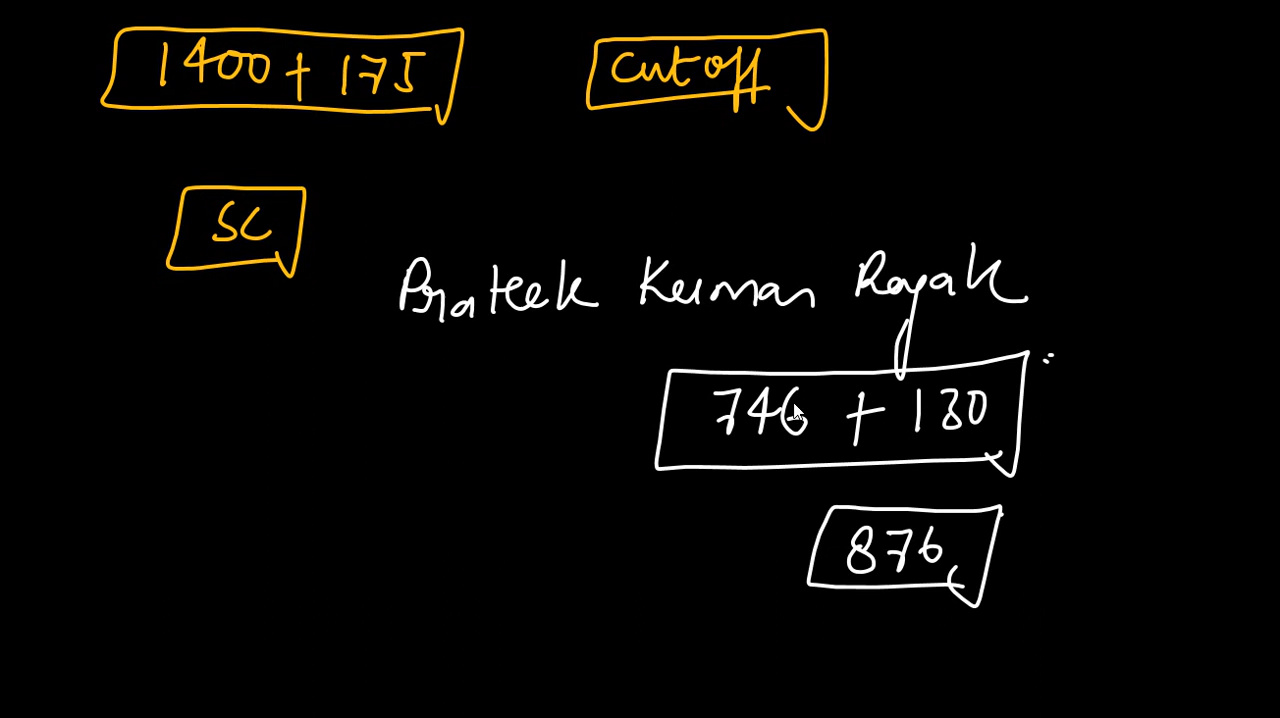 1400 + 175 cut off
SC
Prateek Kumar Rajak
746 + 130
876